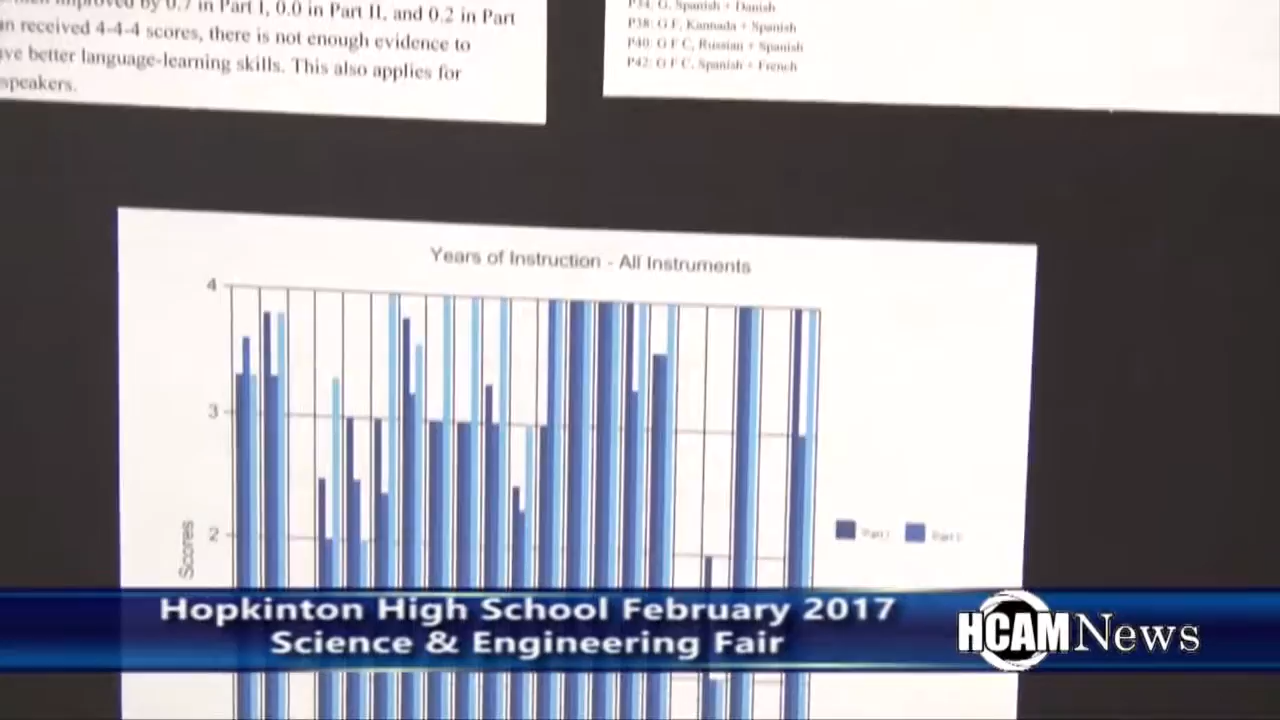 improved by 0.7 in Part I, 0.0 in Part II, and 0.2 in Part
received 4-4-4 scores, there is not enough evidence to
better language-learning skills. This also applies for
speakers.
P34: G, Spanish + Danish
P38: G F, Kannada + Spanish
P40: G F C, Russian + Spanish
P42: G F C, Spanish + French
Years of Instruction - All Instruments
4
3
2
Scores
Part I
Part II
Hopkinton High School February 2017
Science & Engineering Fair
HCAM News